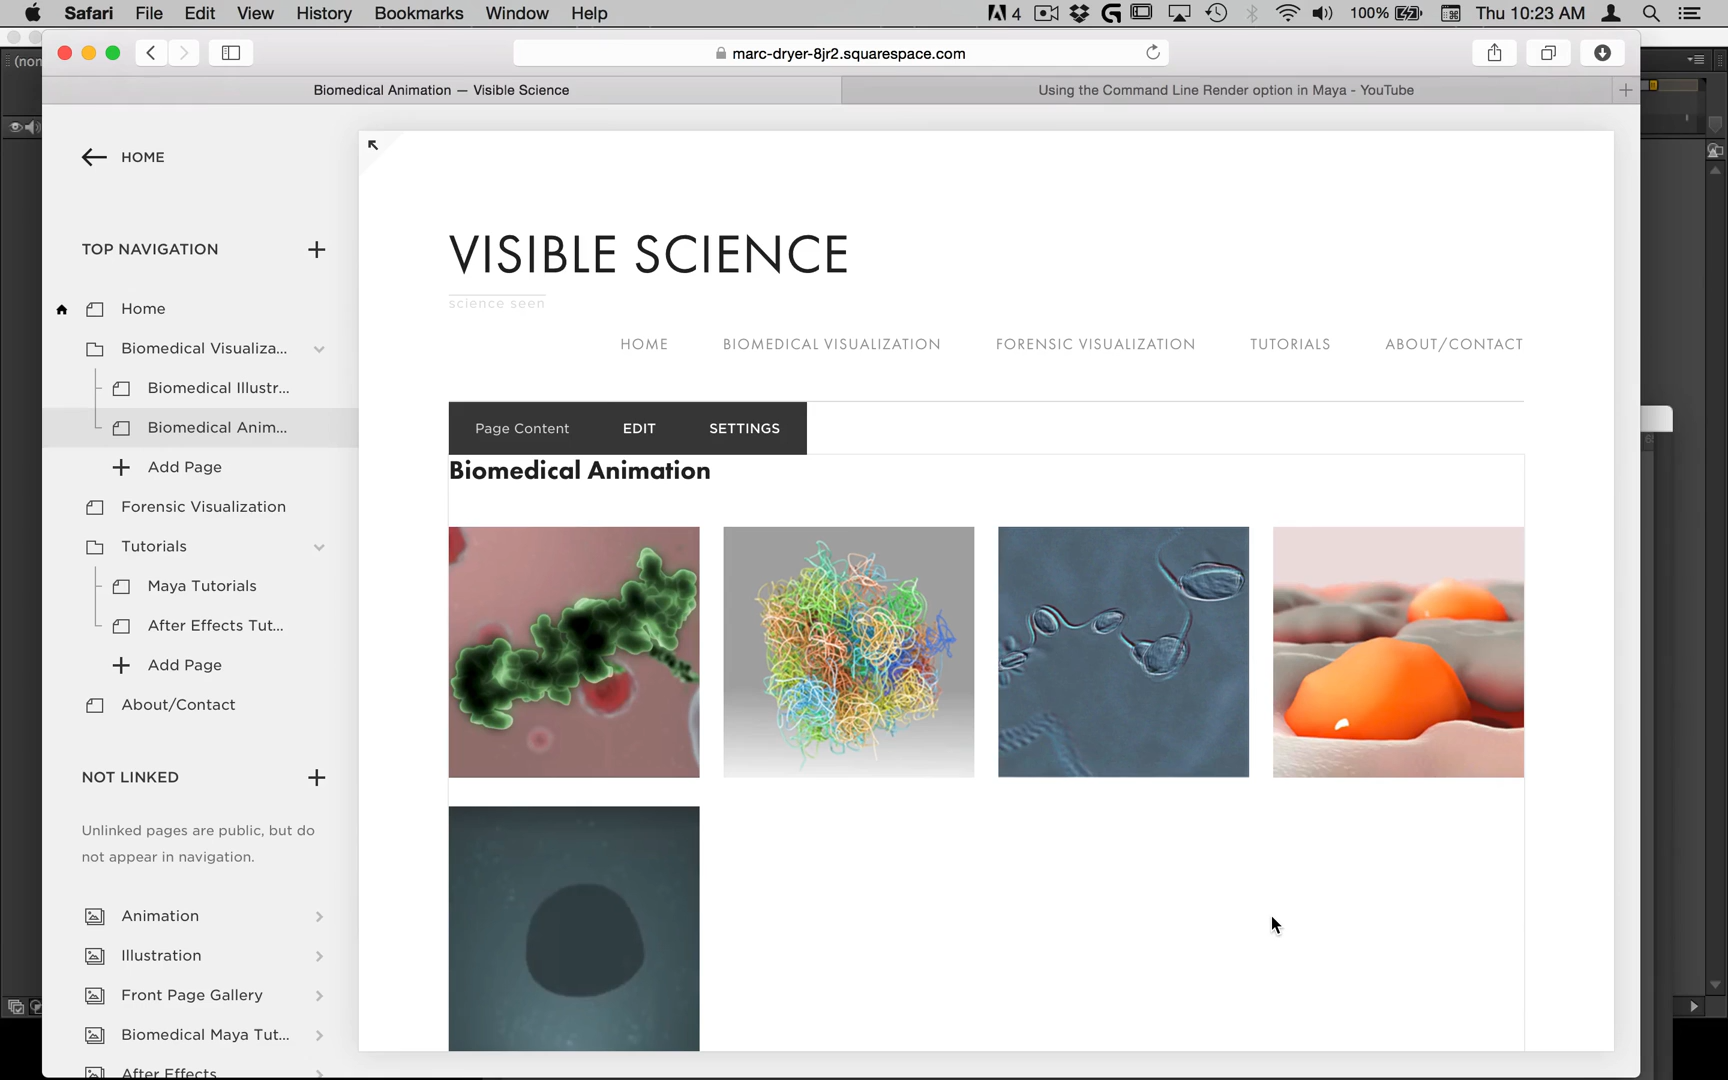 Safari File Edit View History Bookmarks Window Help 4 100% Thu 10:23 AM
(non
marc-dryer-8jr2.squarespace.com
Biomedical Animation — Visible Science
Using the Command Line Render option in Maya - YouTube
HOME
TOP NAVIGATION
Home
Biomedical Visualiza...
Biomedical Illustr...
Biomedical Anim...
Add Page
Forensic Visualization
Tutorials
Maya Tutorials
After Effects Tut...
Add Page
About/Contact
NOT LINKED
Unlinked pages are public, but do
not appear in navigation.
Animation
Illustration
Front Page Gallery
Biomedical Maya Tut...
After Effects
VISIBLE SCIENCE
science seen
HOME BIOMEDICAL VISUALIZATION FORENSIC VISUALIZATION TUTORIALS ABOUT/CONTACT
Page Content EDIT SETTINGS
Biomedical Animation